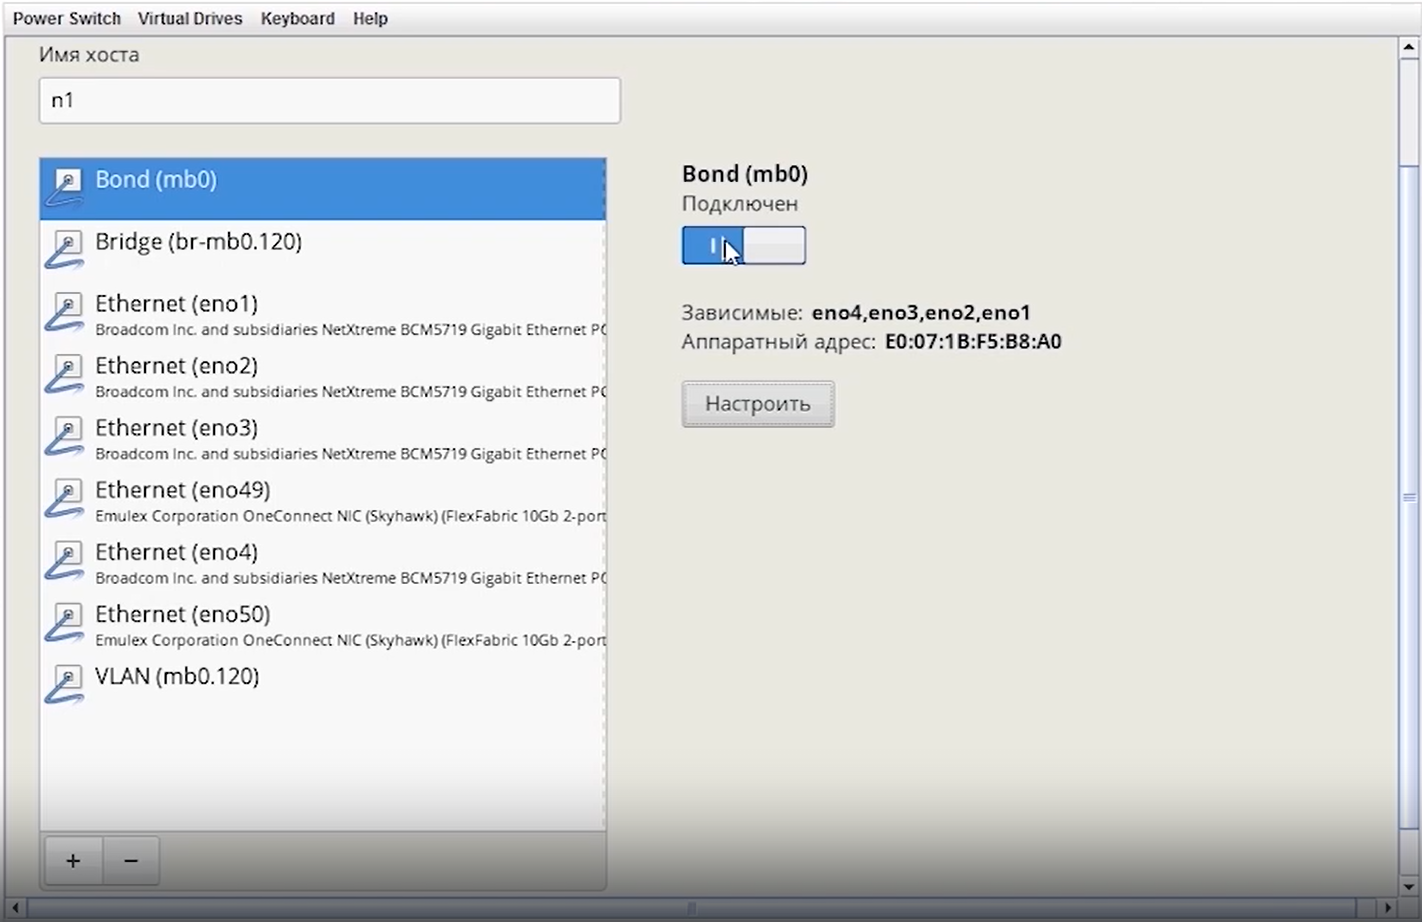 Power Switch Virtual Drives Keyboard Help
Имя хоста
n1
Bond (mb0)
Bridge (br-mb0.120)
Ethernet (eno1)
Broadcom Inc. and subsidiaries NetXtreme BCM5719 Gigabit Ethernet PC
Ethernet (eno2)
Broadcom Inc. and subsidiaries NetXtreme BCM5719 Gigabit Ethernet PC
Ethernet (eno3)
Broadcom Inc. and subsidiaries NetXtreme BCM5719 Gigabit Ethernet PC
Ethernet (eno49)
Emulex Corporation OneConnect NIC (Skyhawk) (FlexFabric 10Gb 2-port
Ethernet (eno4)
Broadcom Inc. and subsidiaries NetXtreme BCM5719 Gigabit Ethernet PC
Ethernet (eno50)
Emulex Corporation OneConnect NIC (Skyhawk) (FlexFabric 10Gb 2-port
VLAN (mb0.120)
+ −
Bond (mb0)
Подключен
Зависимые: eno4,eno3,eno2,eno1
Аппаратный адрес: E0:07:1B:F5:B8:A0
Настроить